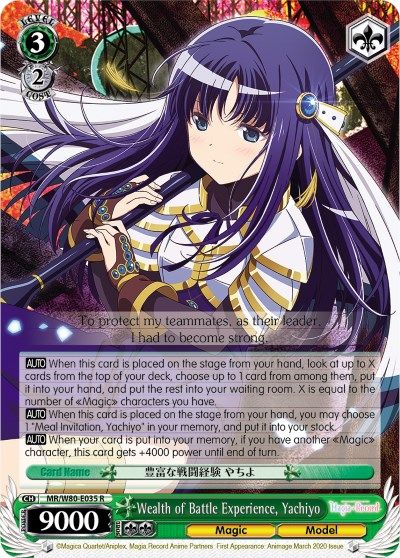 LEVEL
3
2
COST
To protect my teammates, as their leader,
I had to become strong.
AUTO When this card is placed on the stage from your hand, look at up to X
cards from the top of your deck, choose up to 1 card from among them, put
it into your hand, and put the rest into your waiting room. X is equal to the
number of «Magic» characters you have.
AUTO When this card is placed on the stage from your hand, you may choose
1 "Meal Invitation, Yachiyo" in your memory, and put it into your stock.
AUTO When your card is put into your memory, if you have another «Magic»
character, this card gets +4000 power until end of turn.
Card Name 豊富な戦闘経験 やちよ
CH MR/W80-E035 R
Wealth of Battle Experience, Yachiyo
Magia Record
POWER 9000 SOUL
Magic Model
©Magica Quartet/Aniplex, Magia Record Anime Partners First Appearance: Animage March 2020 Issue